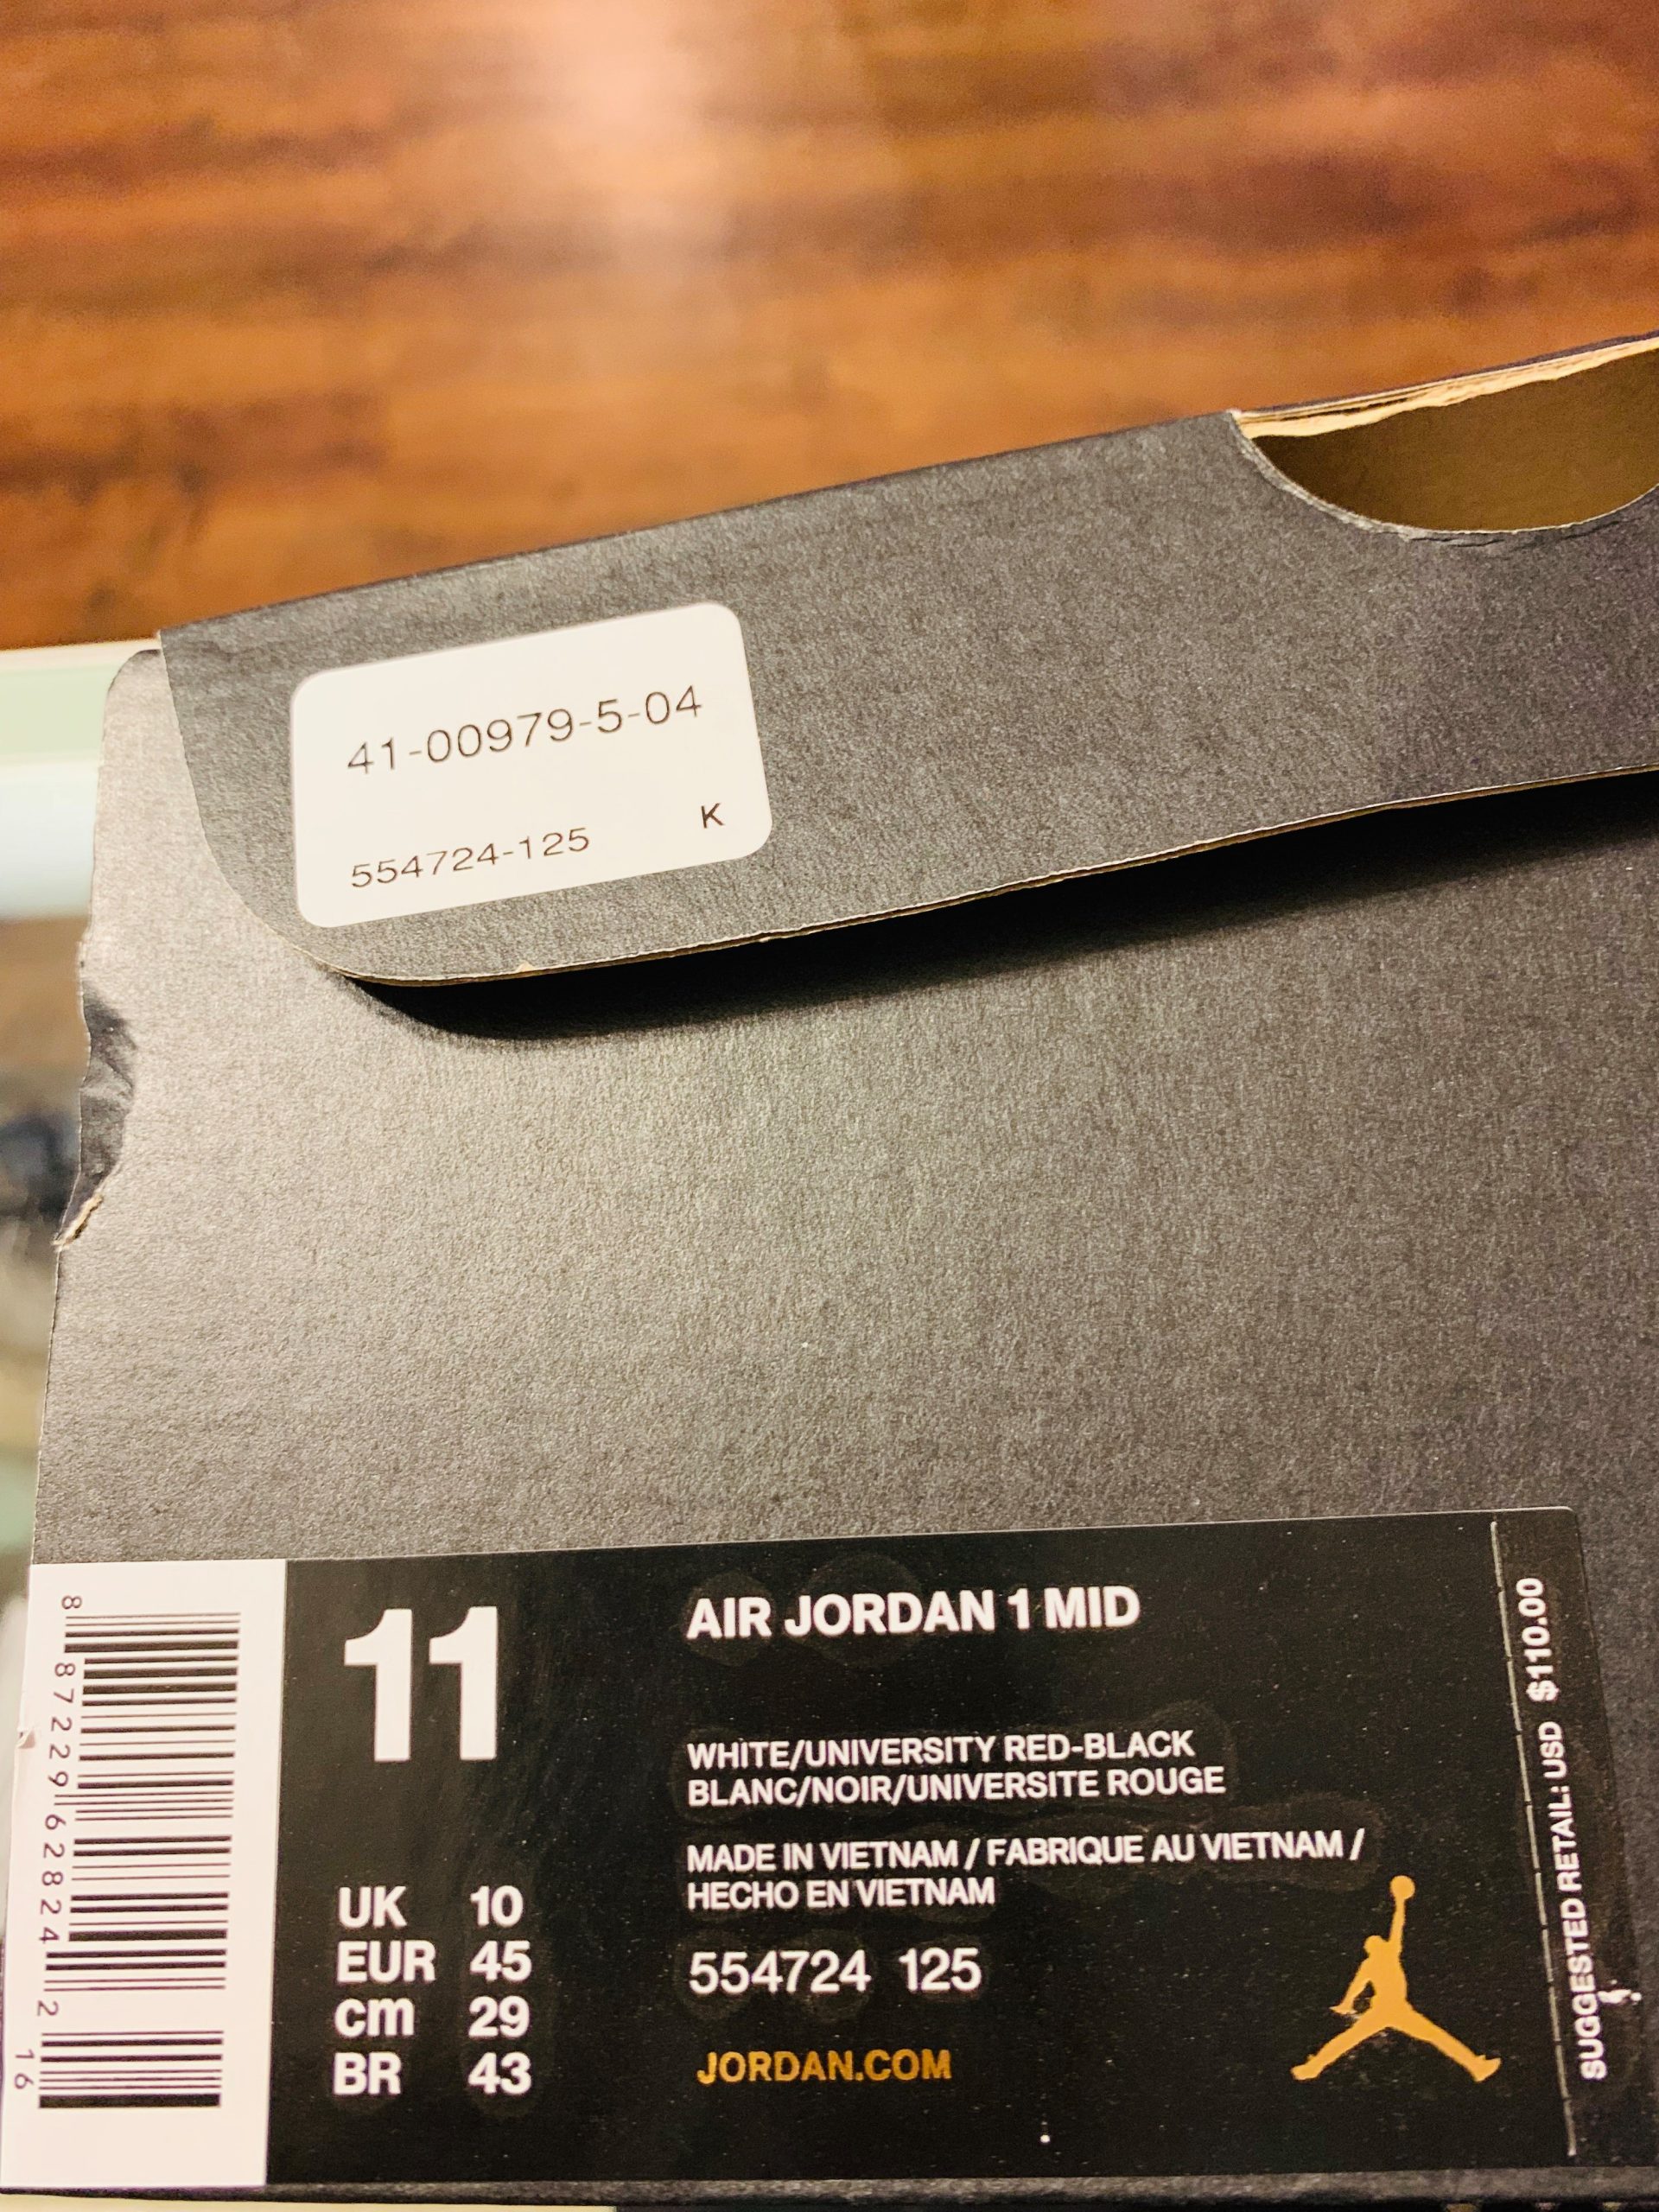 41-00979-5-04
K
554724-125
11
AIR JORDAN 1 MID
WHITE/UNIVERSITY RED-BLACK
BLANC/NOIR/UNIVERSITE ROUGE
MADE IN VIETNAM / FABRIQUE AU VIETNAM /
HECHO EN VIETNAM
UK 10
EUR 45
cm 29
BR 43
554724 125
JORDAN.COM
SUGGESTED RETAIL: USD $110.00
8 87229 62824 2 16